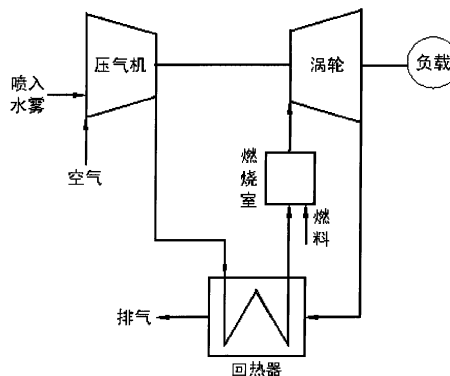 压气机
涡轮
负载
喷入
水雾
空气
燃
烧
室
燃
料
排气
回热器